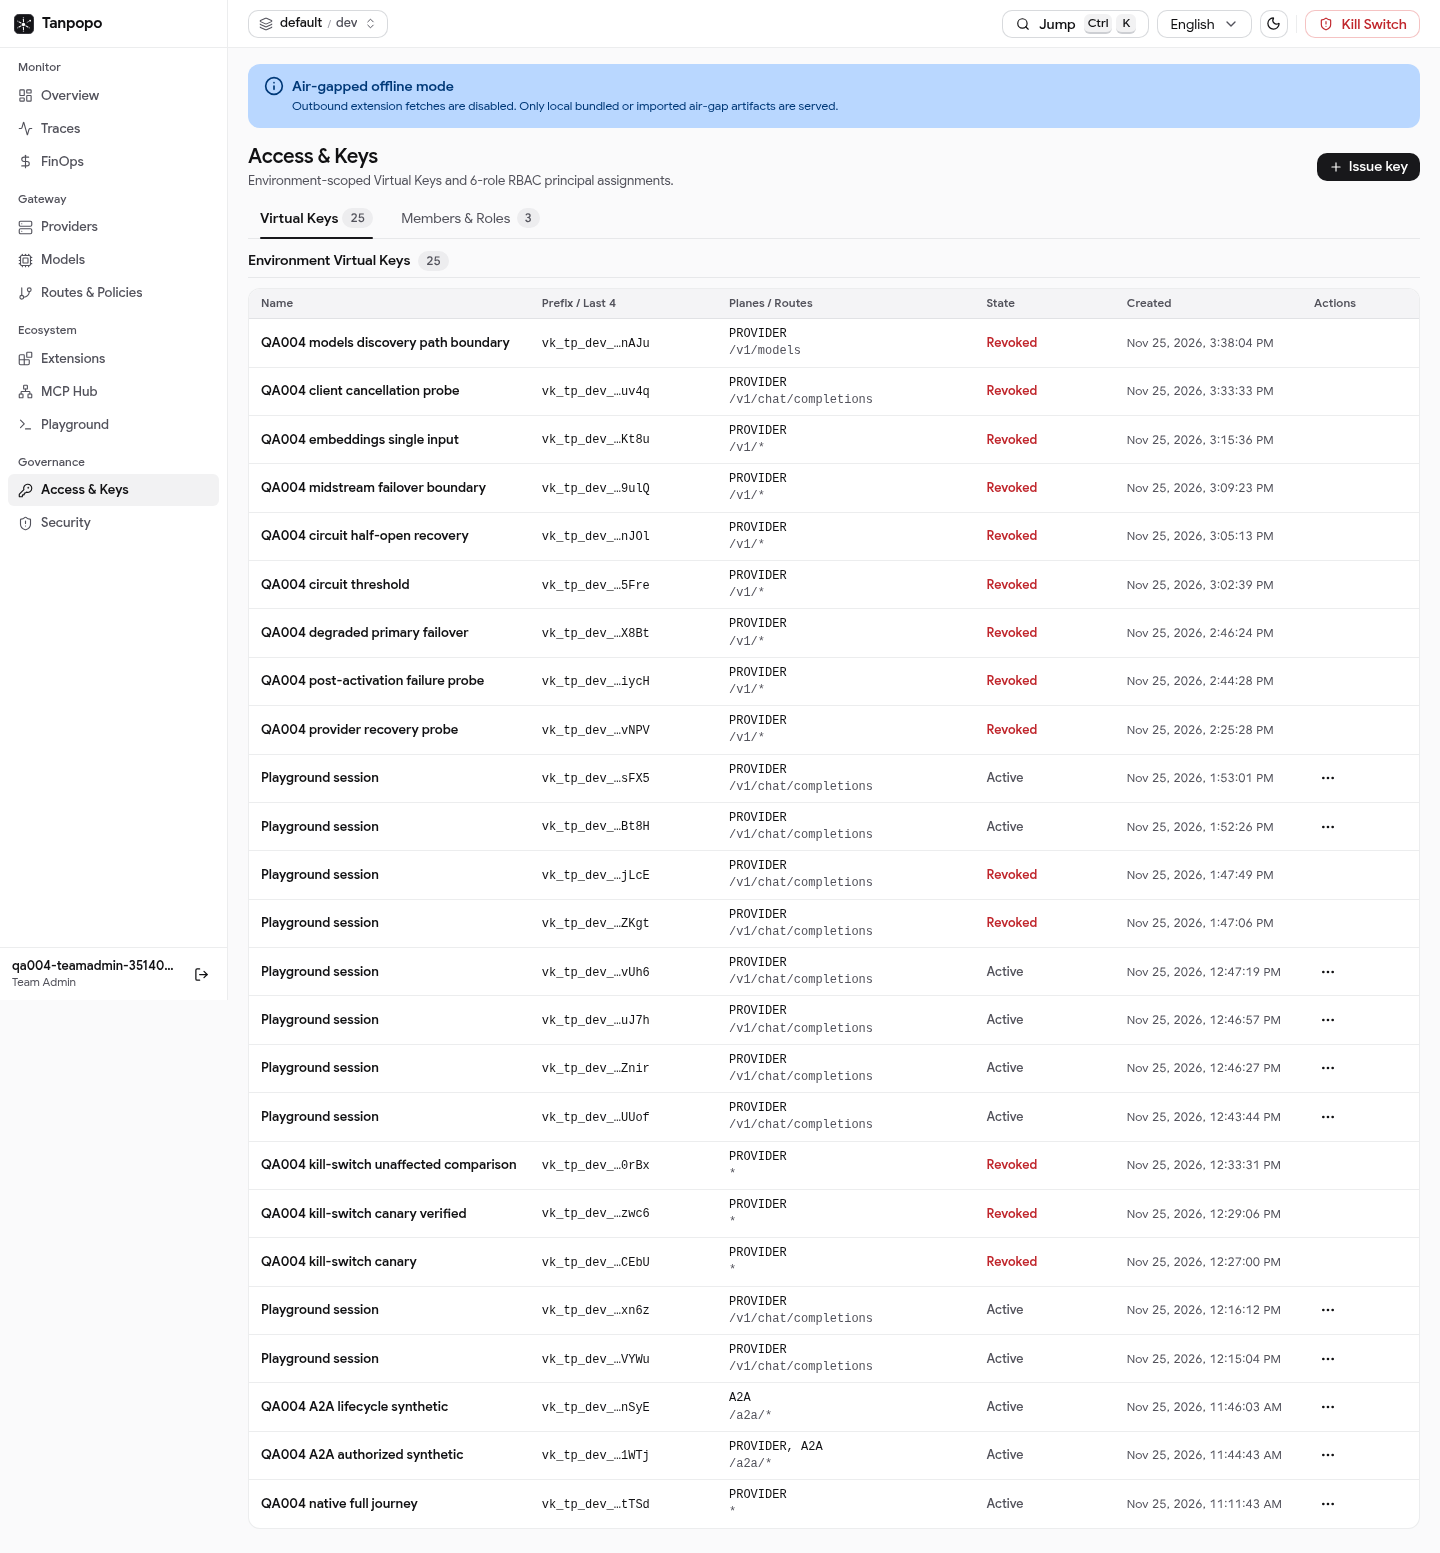 Tanpopo
default / dev
Jump Ctrl K
English
Kill Switch
Monitor
Overview
Traces
FinOps
Gateway
Providers
Models
Routes & Policies
Ecosystem
Extensions
MCP Hub
Playground
Governance
Access & Keys
Security
qa004-teamadmin-35140...
Team Admin
Air-gapped offline mode
Outbound extension fetches are disabled. Only local bundled or imported air-gap artifacts are served.
Access & Keys
Environment-scoped Virtual Keys and 6-role RBAC principal assignments.
+ Issue key
Virtual Keys 25 Members & Roles 3
Environment Virtual Keys 25
Name Prefix / Last 4 Planes / Routes State Created Actions
QA004 models discovery path boundary vk_tp_dev_…nAJu PROVIDER Revoked Nov 25, 2026, 3:38:04 PM
/v1/models
QA004 client cancellation probe vk_tp_dev_…uv4q PROVIDER Revoked Nov 25, 2026, 3:33:33 PM
/v1/chat/completions
QA004 embeddings single input vk_tp_dev_…Kt8u PROVIDER Revoked Nov 25, 2026, 3:15:36 PM
/v1/*
QA004 midstream failover boundary vk_tp_dev_…9ulQ PROVIDER Revoked Nov 25, 2026, 3:09:23 PM
/v1/*
QA004 circuit half-open recovery vk_tp_dev_…nJOl PROVIDER Revoked Nov 25, 2026, 3:05:13 PM
/v1/*
QA004 circuit threshold vk_tp_dev_…5Fre PROVIDER Revoked Nov 25, 2026, 3:02:39 PM
/v1/*
QA004 degraded primary failover vk_tp_dev_…X8Bt PROVIDER Revoked Nov 25, 2026, 2:46:24 PM
/v1/*
QA004 post-activation failure probe vk_tp_dev_…iycH PROVIDER Revoked Nov 25, 2026, 2:44:28 PM
/v1/*
QA004 provider recovery probe vk_tp_dev_…vNPV PROVIDER Revoked Nov 25, 2026, 2:25:28 PM
/v1/*
Playground session vk_tp_dev_…sFX5 PROVIDER Active Nov 25, 2026, 1:53:01 PM
/v1/chat/completions
Playground session vk_tp_dev_…Bt8H PROVIDER Active Nov 25, 2026, 1:52:26 PM
/v1/chat/completions
Playground session vk_tp_dev_…jLcE PROVIDER Revoked Nov 25, 2026, 1:47:49 PM
/v1/chat/completions
Playground session vk_tp_dev_…ZKgt PROVIDER Revoked Nov 25, 2026, 1:47:06 PM
/v1/chat/completions
Playground session vk_tp_dev_…vUh6 PROVIDER Active Nov 25, 2026, 12:47:19 PM
/v1/chat/completions
Playground session vk_tp_dev_…uJ7h PROVIDER Active Nov 25, 2026, 12:46:57 PM
/v1/chat/completions
Playground session vk_tp_dev_…Znir PROVIDER Active Nov 25, 2026, 12:46:27 PM
/v1/chat/completions
Playground session vk_tp_dev_…UUof PROVIDER Active Nov 25, 2026, 12:43:44 PM
/v1/chat/completions
QA004 kill-switch unaffected comparison vk_tp_dev_…0rBx PROVIDER Revoked Nov 25, 2026, 12:33:31 PM
*
QA004 kill-switch canary verified vk_tp_dev_…zwc6 PROVIDER Revoked Nov 25, 2026, 12:29:06 PM
*
QA004 kill-switch canary vk_tp_dev_…CEbU PROVIDER Revoked Nov 25, 2026, 12:27:00 PM
*
Playground session vk_tp_dev_…xn6z PROVIDER Active Nov 25, 2026, 12:16:12 PM
/v1/chat/completions
Playground session vk_tp_dev_…VYWu PROVIDER Active Nov 25, 2026, 12:15:04 PM
/v1/chat/completions
QA004 A2A lifecycle synthetic vk_tp_dev_…nSyE A2A Active Nov 25, 2026, 11:46:03 AM
/a2a/*
QA004 A2A authorized synthetic vk_tp_dev_…1WTj PROVIDER, A2A Active Nov 25, 2026, 11:44:43 AM
/a2a/*
QA004 native full journey vk_tp_dev_…tTSd PROVIDER Active Nov 25, 2026, 11:11:43 AM
*